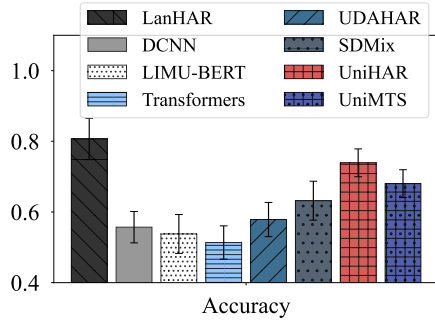 LanHAR UDAHAR
DCNN SDMix
LIMU-BERT UniHAR
Transformers UniMTS
1.0
0.8
0.6
0.4
Accuracy